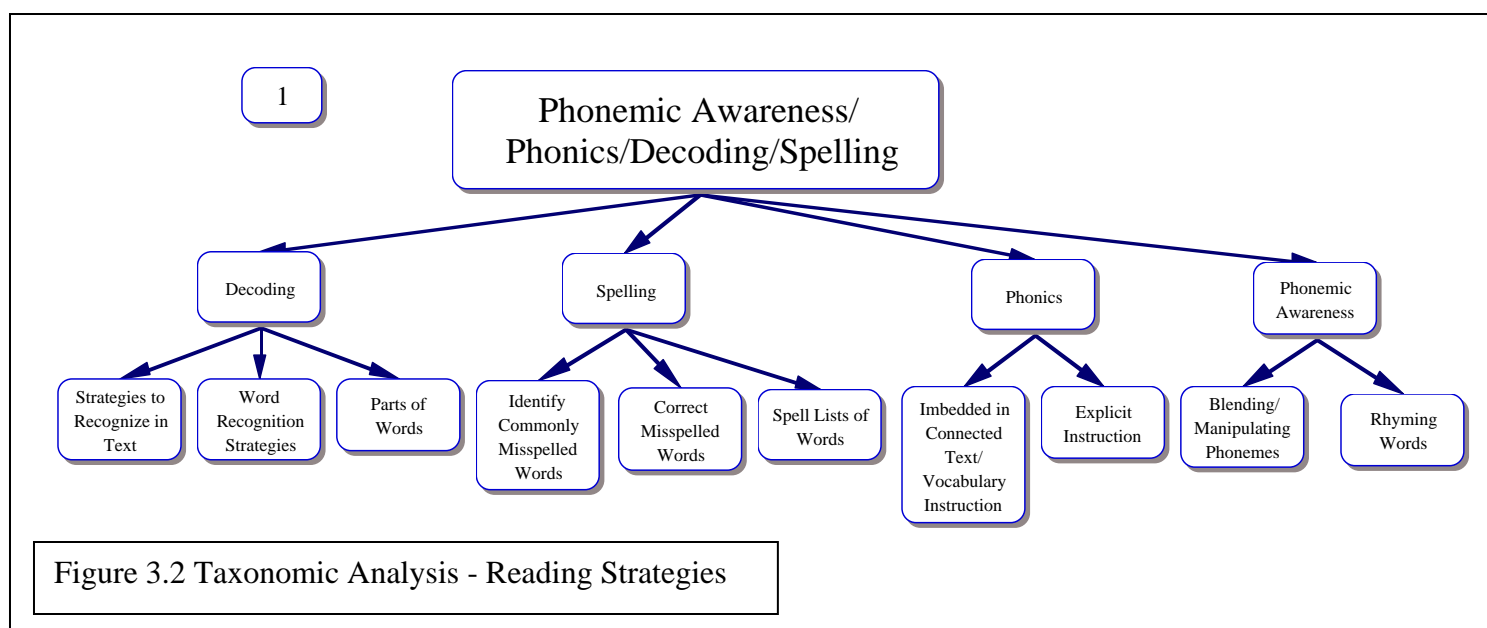 1
Phonemic Awareness/
Phonics/Decoding/Spelling
Decoding
Spelling
Phonics
Phonemic
Awareness
Strategies to
Recognize in
Text
Word
Recognition
Strategies
Parts of
Words
Identify
Commonly
Misspelled
Words
Correct
Misspelled
Words
Spell Lists of
Words
Imbedded in
Connected
Text/
Vocabulary
Instruction
Explicit
Instruction
Blending/
Manipulating
Phonemes
Rhyming
Words
Figure 3.2 Taxonomic Analysis - Reading Strategies